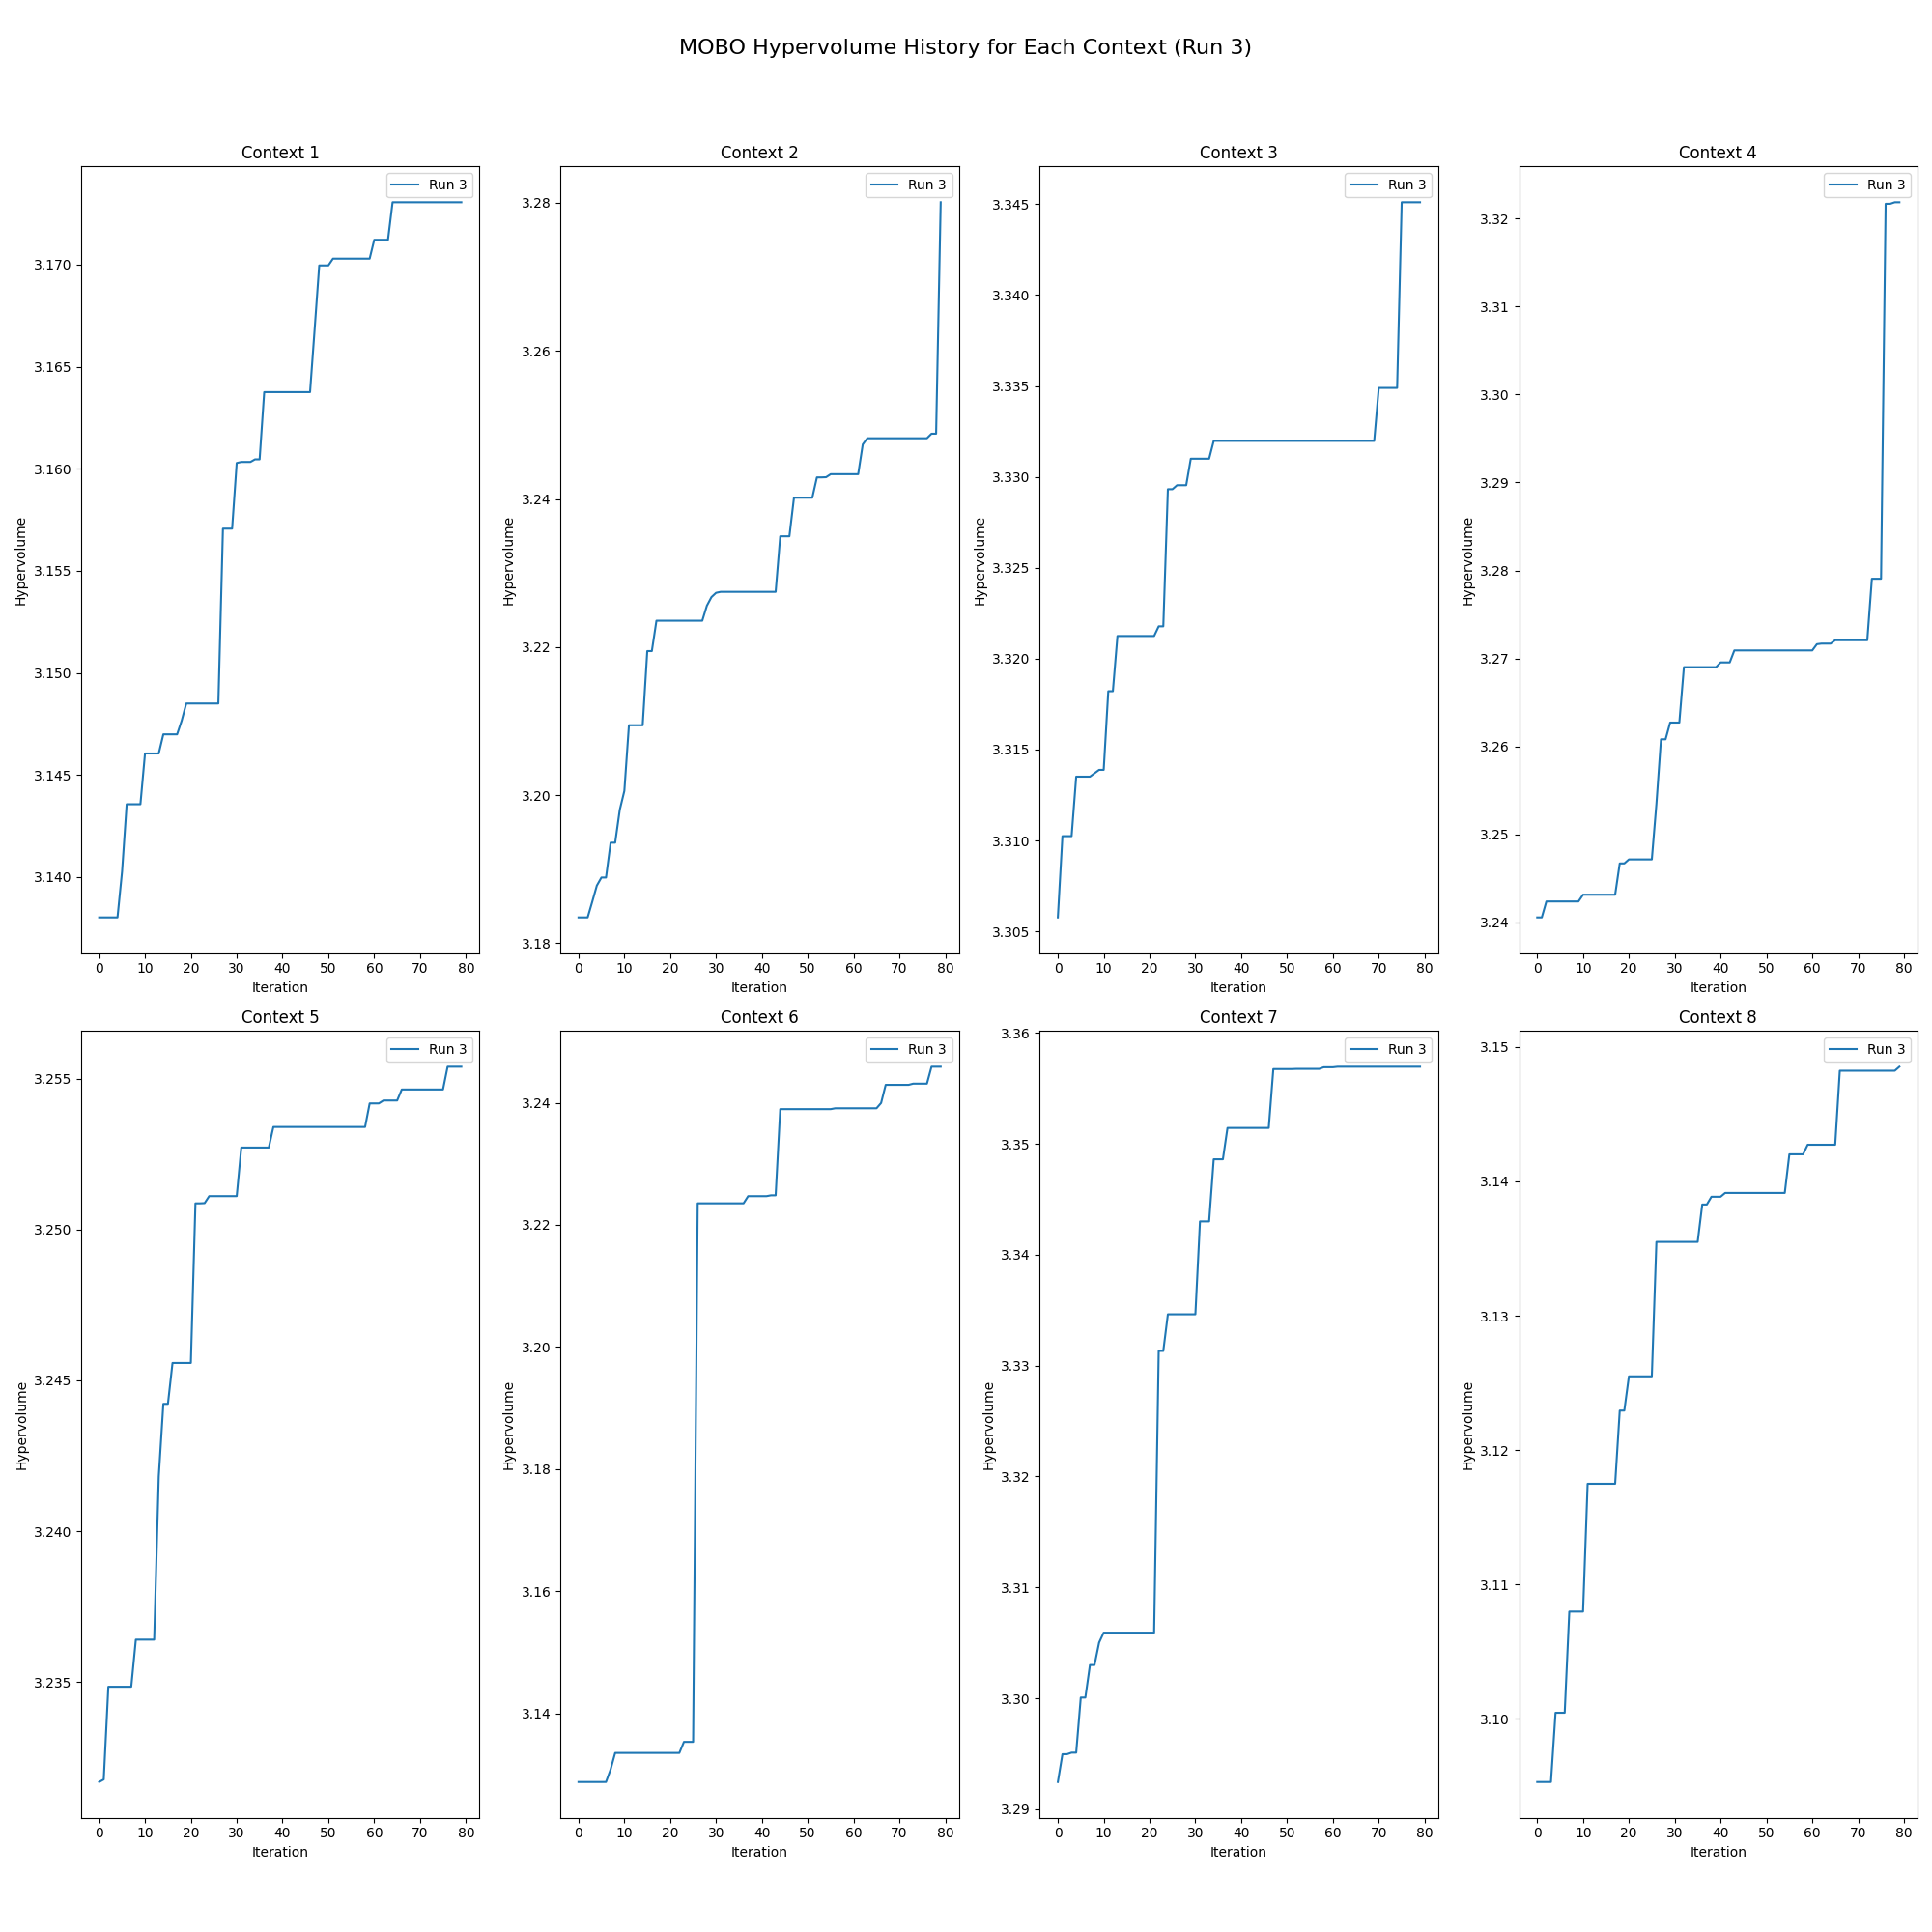 MOBO Hypervolume History for Each Context (Run 3)
Context 1
Run 3
3.170
3.165
3.160
3.155
3.150
3.145
3.140
Hypervolume
0 10 20 30 40 50 60 70 80
Iteration
Context 2
Run 3
3.28
3.26
3.24
3.22
3.20
3.18
Hypervolume
0 10 20 30 40 50 60 70 80
Iteration
Context 3
Run 3
3.345
3.340
3.335
3.330
3.325
3.320
3.315
3.310
3.305
Hypervolume
0 10 20 30 40 50 60 70 80
Iteration
Context 4
Run 3
3.32
3.31
3.30
3.29
3.28
3.27
3.26
3.25
3.24
Hypervolume
0 10 20 30 40 50 60 70 80
Iteration
Context 5
Run 3
3.255
3.250
3.245
3.240
3.235
Hypervolume
0 10 20 30 40 50 60 70 80
Iteration
Context 6
Run 3
3.24
3.22
3.20
3.18
3.16
3.14
Hypervolume
0 10 20 30 40 50 60 70 80
Iteration
Context 7
Run 3
3.36
3.35
3.34
3.33
3.32
3.31
3.30
3.29
Hypervolume
0 10 20 30 40 50 60 70 80
Iteration
Context 8
Run 3
3.15
3.14
3.13
3.12
3.11
3.10
Hypervolume
0 10 20 30 40 50 60 70 80
Iteration